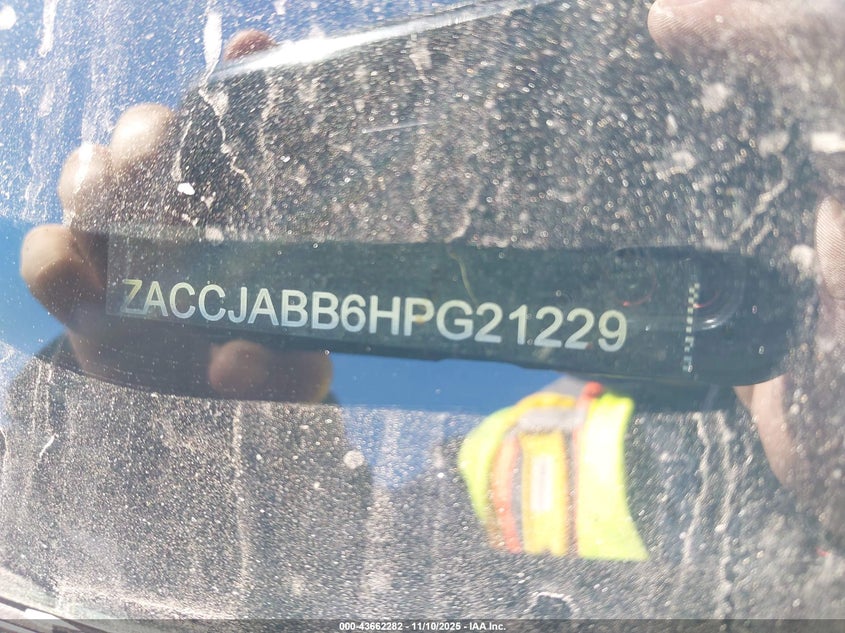 ZACCJABB6HPG21229
000-43662282 - 11/10/2025 - IAA Inc.